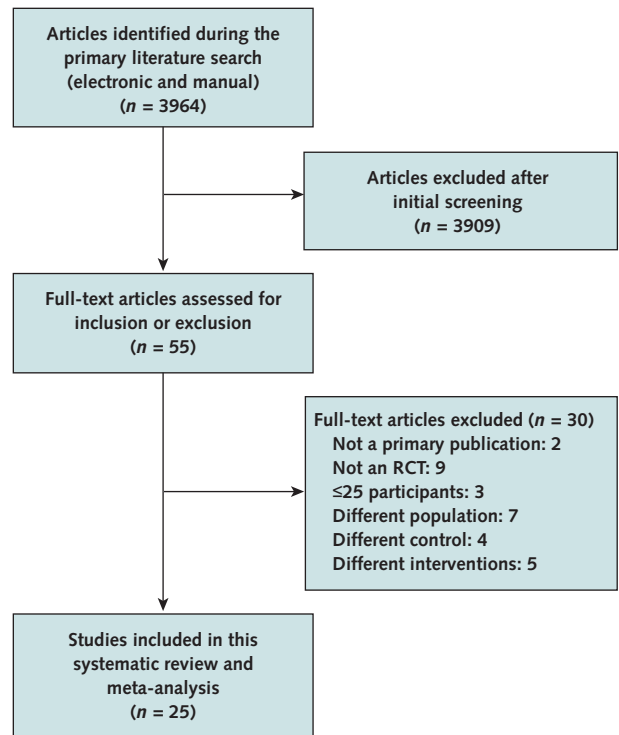 Articles identified during the
primary literature search
(electronic and manual)
(n = 3964)
Articles excluded after
initial screening
(n = 3909)
Full-text articles assessed for
inclusion or exclusion
(n = 55)
Full-text articles excluded (n = 30)
Not a primary publication: 2
Not an RCT: 9
≤25 participants: 3
Different population: 7
Different control: 4
Different interventions: 5
Studies included in this
systematic review and
meta-analysis
(n = 25)